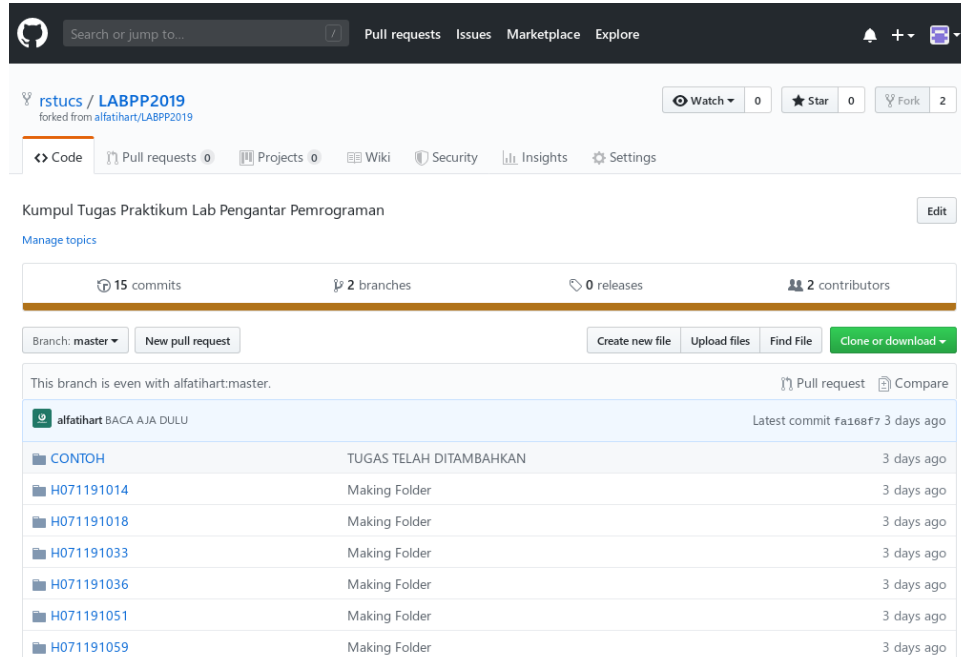 Search or jump to... / Pull requests Issues Marketplace Explore
rstucs / LABPP2019 Watch 0 Star 0 Fork 2
forked from alfatihart/LABPP2019
Code Pull requests 0 Projects 0 Wiki Security Insights Settings
Kumpul Tugas Praktikum Lab Pengantar Pemrograman Edit
Manage topics
15 commits 2 branches 0 releases 2 contributors
Branch: master New pull request Create new file Upload files Find File Clone or download
This branch is even with alfatihart:master. Pull request Compare
alfatihart BACA AJA DULU Latest commit fa168f7 3 days ago
CONTOH TUGAS TELAH DITAMBAHKAN 3 days ago
H071191014 Making Folder 3 days ago
H071191018 Making Folder 3 days ago
H071191033 Making Folder 3 days ago
H071191036 Making Folder 3 days ago
H071191051 Making Folder 3 days ago
H071191059 Making Folder 3 days ago